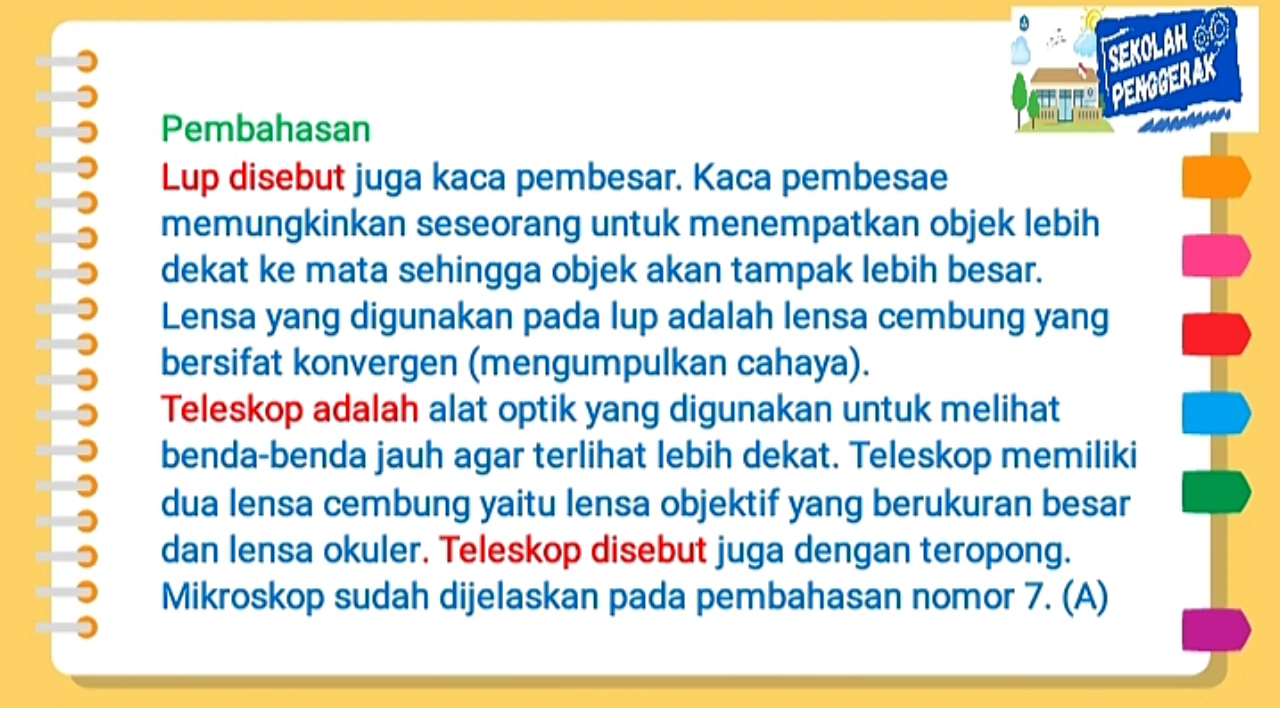 SEKOLAH
PENGGERAK
Pembahasan
Lup disebut juga kaca pembesar. Kaca pembesae
memungkinkan seseorang untuk menempatkan objek lebih
dekat ke mata sehingga objek akan tampak lebih besar.
Lensa yang digunakan pada lup adalah lensa cembung yang
bersifat konvergen (mengumpulkan cahaya).
Teleskop adalah alat optik yang digunakan untuk melihat
benda-benda jauh agar terlihat lebih dekat. Teleskop memiliki
dua lensa cembung yaitu lensa objektif yang berukuran besar
dan lensa okuler. Teleskop disebut juga dengan teropong.
Mikroskop sudah dijelaskan pada pembahasan nomor 7. (A)